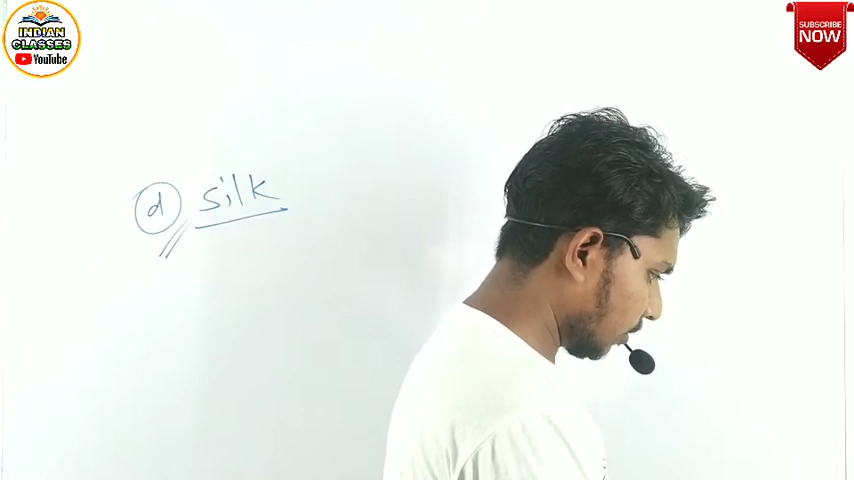 INDIAN
CLASSES
YouTube
SUBSCRIBE
NOW
d silk